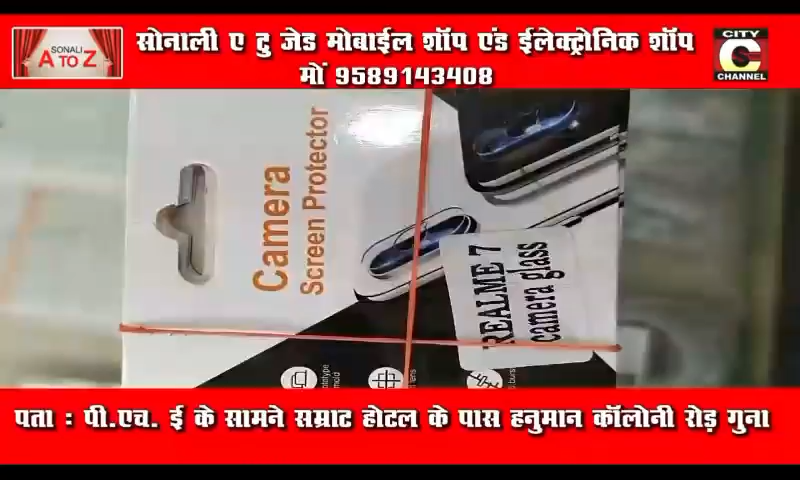 SONALI
A TO Z
सोनाली ए टु जेड मोबाईल शॉप एंड ईलेक्ट्रोनिक शॉप
मों 9589143408
CITY
C
CHANNEL
Camera
Screen Protector
REALME 7
camera glass
पता : पी.एच. ई के सामने सम्राट होटल के पास हनुमान कॉलोनी रोड़ गुना